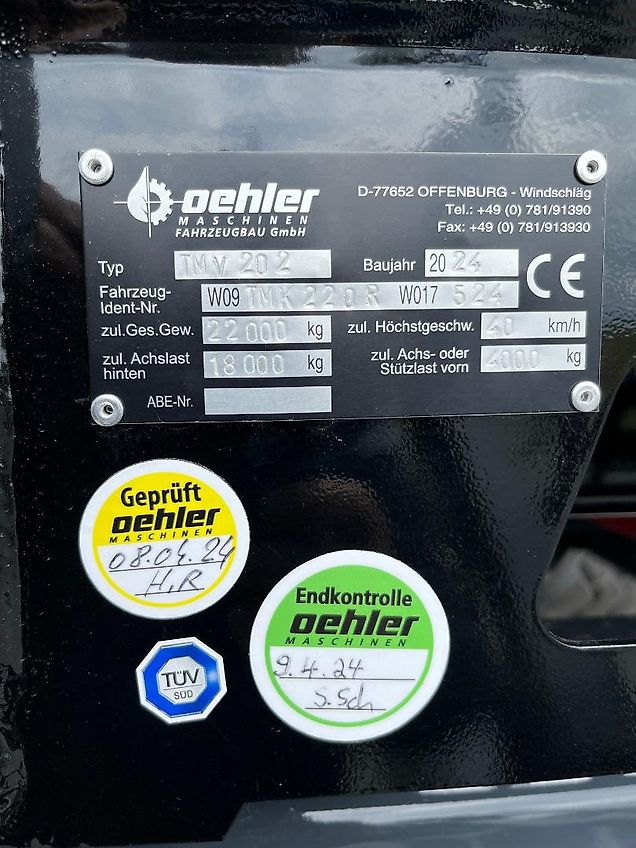 oehler
MASCHINEN
FAHRZEUGBAU GmbH
D-77652 OFFENBURG - Windschläg
Tel.: +49 (0) 781/91390
Fax: +49 (0) 781/913930
Typ TMV 202 Baujahr 2024 CE
Fahrzeug-
Ident-Nr. W09 TMK220R W017 524
zul.Ges.Gew. 22000 kg zul. Höchstgeschw. 40 km/h
zul. Achslast
hinten 18000 kg
zul. Achs- oder
Stützlast vorn 4000 kg
ABE-Nr.
Geprüft
oehler
MASCHINEN
08.04.24
H,R
Endkontrolle
oehler
MASCHINEN
9.4.24
S.Sch
TÜV
SÜD